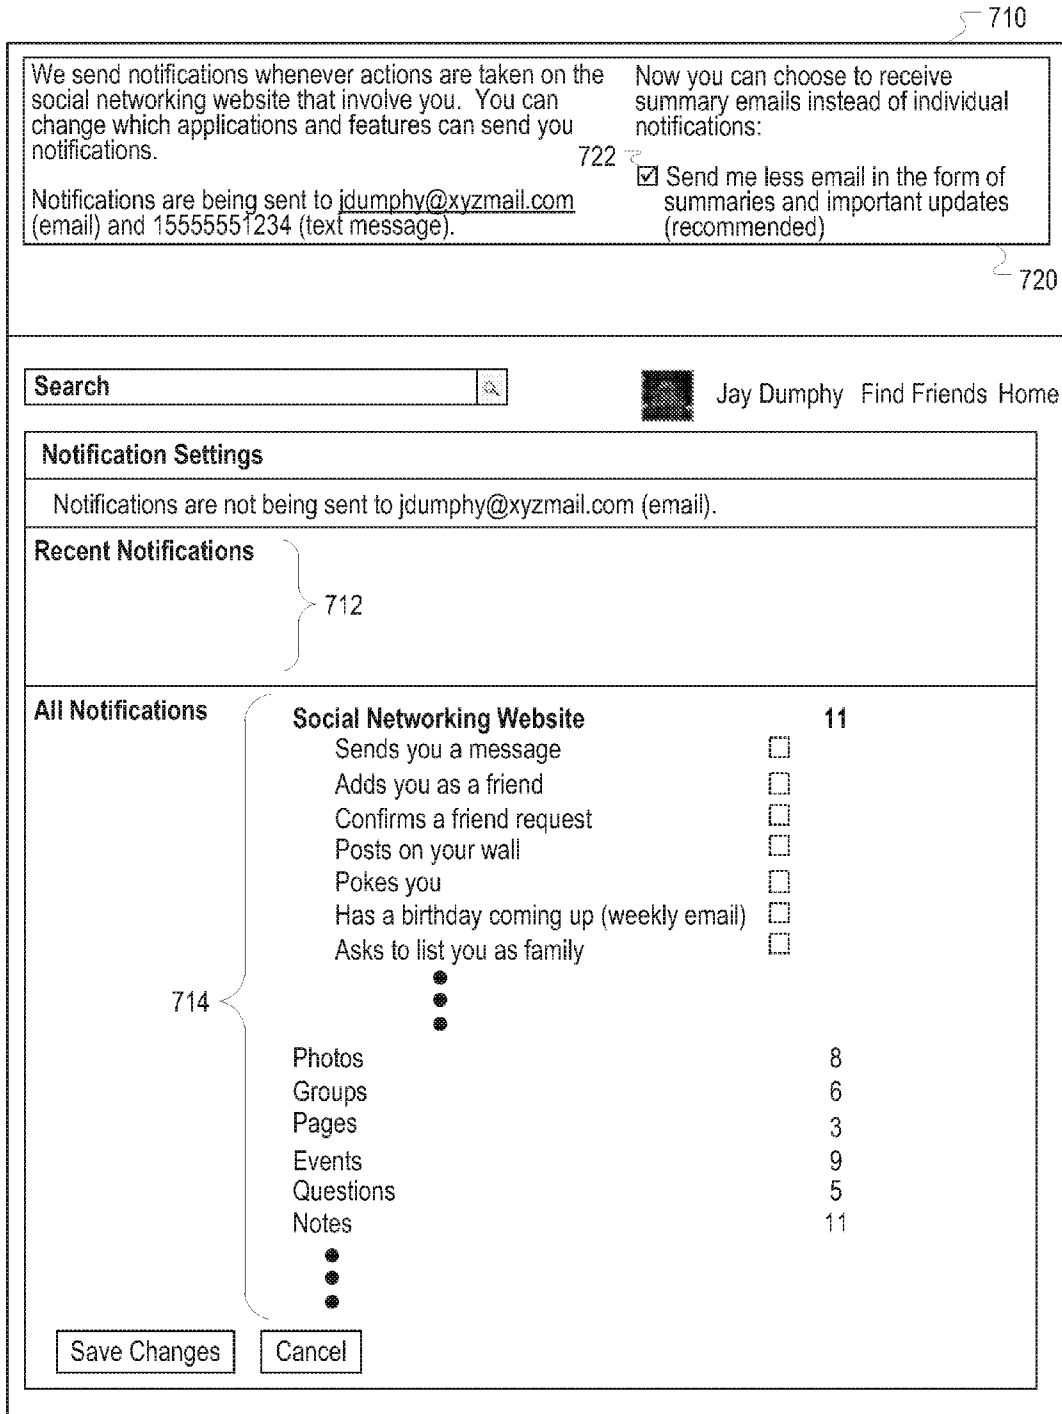 710
We send notifications whenever actions are taken on the
social networking website that involve you. You can
change which applications and features can send you
notifications.
Notifications are being sent to jdumphy@xyzmail.com
(email) and 15555551234 (text message).
Now you can choose to receive
summary emails instead of individual
notifications:
722
Send me less email in the form of
summaries and important updates
(recommended)
720
Search
Jay Dumphy Find Friends Home
Notification Settings
Notifications are not being sent to jdumphy@xyzmail.com (email).
Recent Notifications
712
All Notifications
714
Social Networking Website 11
Sends you a message
Adds you as a friend
Confirms a friend request
Posts on your wall
Pokes you
Has a birthday coming up (weekly email)
Asks to list you as family
Photos 8
Groups 6
Pages 3
Events 9
Questions 5
Notes 11
Save Changes Cancel